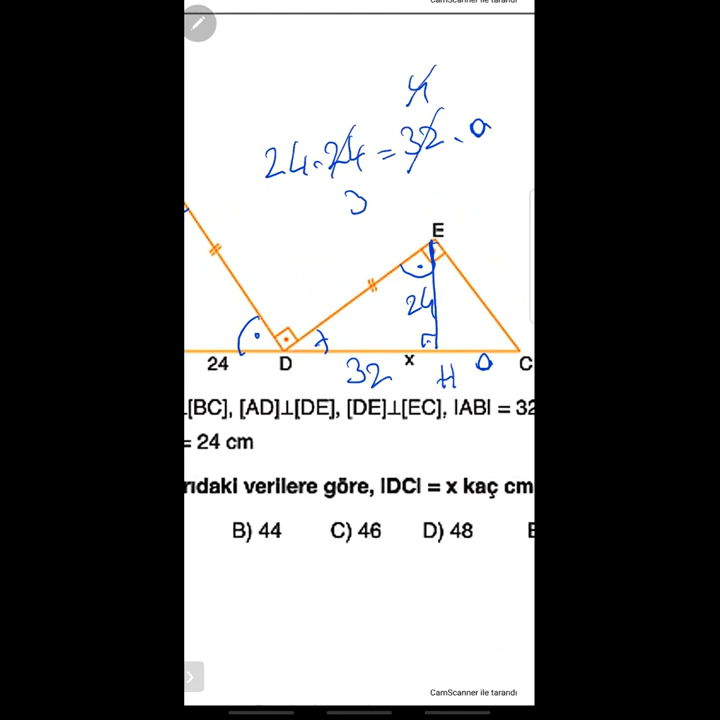 CamScanner ile tarandı
4
24.24 = 32.a
3
E
24
24 D 32 x H a C
[BC], [AD]⊥[DE], [DE]⊥[EC], |AB| = 32
= 24 cm
rıdaki verilere göre, |DC| = x kaç cm
B) 44 C) 46 D) 48 E
CamScanner ile tarandı